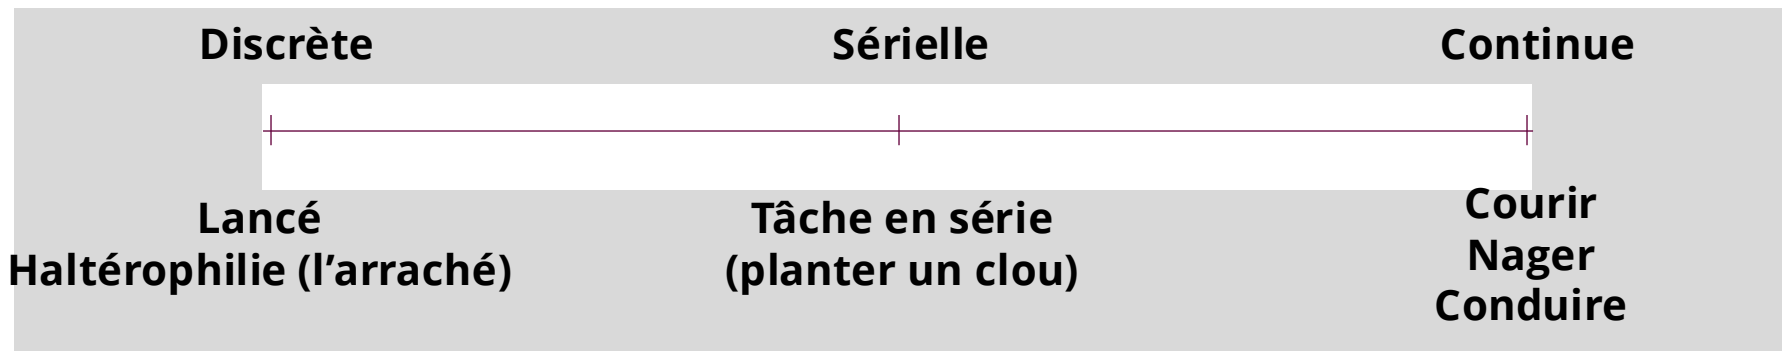 Discrète
Sérielle
Continue
Lancé
Haltérophilie (l’arraché)
Tâche en série
(planter un clou)
Courir
Nager
Conduire